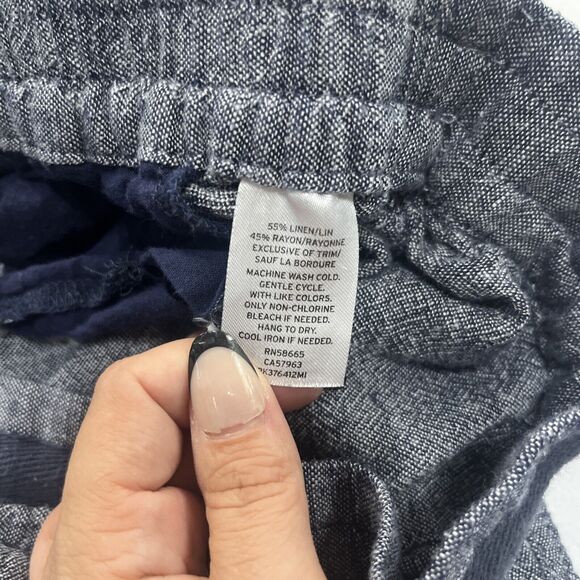 55% LINEN/LIN
45% RAYON/RAYONNE
EXCLUSIVE OF TRIM/
SAUF LA BORDURE
MACHINE WASH COLD.
GENTLE CYCLE.
WITH LIKE COLORS.
ONLY NON-CHLORINE
BLEACH IF NEEDED.
HANG TO DRY.
COOL IRON IF NEEDED.
RN58665
CA57963